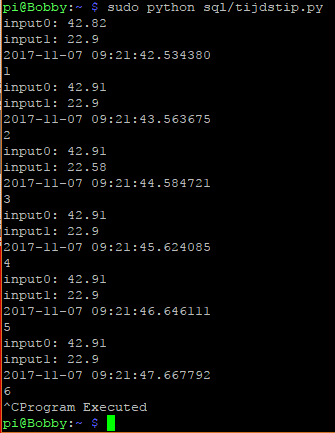 pi@Bobby:~ $ sudo python sql/tijdstip.py
input0: 42.82
input1: 22.9
2017-11-07 09:21:42.534380
1
input0: 42.91
input1: 22.9
2017-11-07 09:21:43.563675
2
input0: 42.91
input1: 22.58
2017-11-07 09:21:44.584721
3
input0: 42.91
input1: 22.9
2017-11-07 09:21:45.624085
4
input0: 42.91
input1: 22.9
2017-11-07 09:21:46.646111
5
input0: 42.91
input1: 22.9
2017-11-07 09:21:47.667792
6
^CProgram Executed
pi@Bobby:~ $